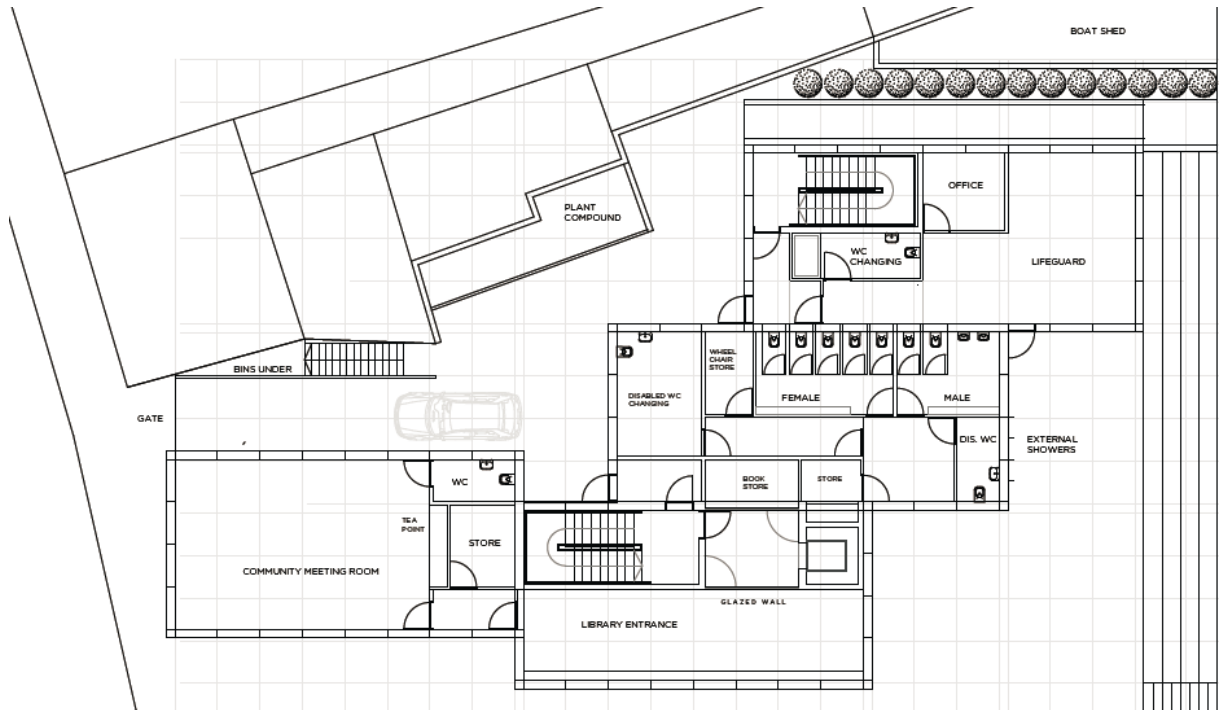 BOAT SHED
PLANT
COMPOUND
OFFICE
WC
CHANGING
LIFEGUARD
BINS UNDER
WHEEL
CHAIR
STORE
DISABLED WC
CHANGING
FEMALE
MALE
GATE
DIS. WC
EXTERNAL
SHOWERS
WC
BOOK
STORE
STORE
TEA
POINT
STORE
COMMUNITY MEETING ROOM
GLAZED WALL
LIBRARY ENTRANCE